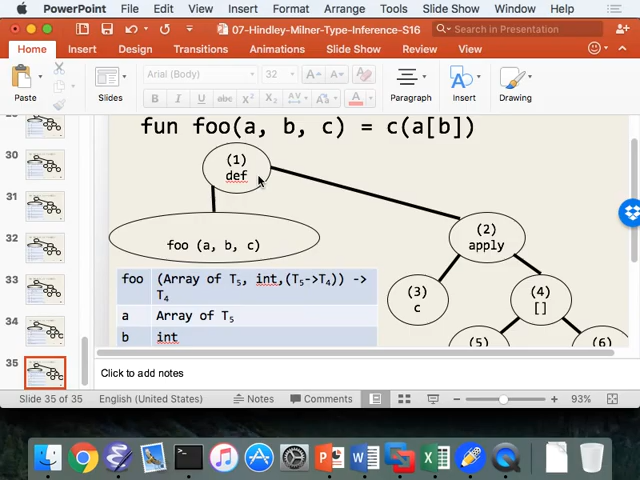 PowerPoint File Edit View Insert Format Arrange Tools Slide Show Window Help
07-Hindley-Milner-Type-Inference-S16
Search in Presentation
Home Insert Design Transitions Animations Slide Show Review View
Arial (Body) 32
Paste Slides B I U abc Paragraph Insert Drawing
fun foo(a, b, c) = c(a[b])
(1)
def
foo (a, b, c)
(2)
apply
(3)
c
(4)
[]
(5) (6)
foo (Array of T5, int,(T5->T4)) ->
T4
a Array of T5
b int
30
31
32
33
34
35
Click to add notes
Slide 35 of 35 English (United States) Notes Comments 93%